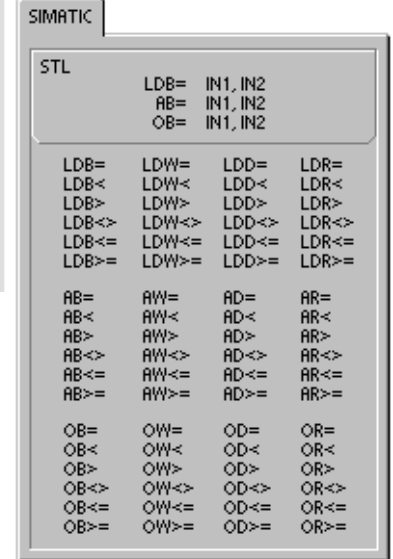 SIMATIC
STL
LDB= IN1, IN2
AB= IN1, IN2
OB= IN1, IN2
LDB= LDW= LDD= LDR=
LDB< LDW< LDD< LDR<
LDB> LDW> LDD> LDR>
LDB<> LDW<> LDD<> LDR<>
LDB<= LDW<= LDD<= LDR<=
LDB>= LDW>= LDD>= LDR>=
AB= AW= AD= AR=
AB< AW< AD< AR<
AB> AW> AD> AR>
AB<> AW<> AD<> AR<>
AB<= AW<= AD<= AR<=
AB>= AW>= AD>= AR>=
OB= OW= OD= OR=
OB< OW< OD< OR<
OB> OW> OD> OR>
OB<> OW<> OD<> OR<>
OB<= OW<= OD<= OR<=
OB>= OW>= OD>= OR>=